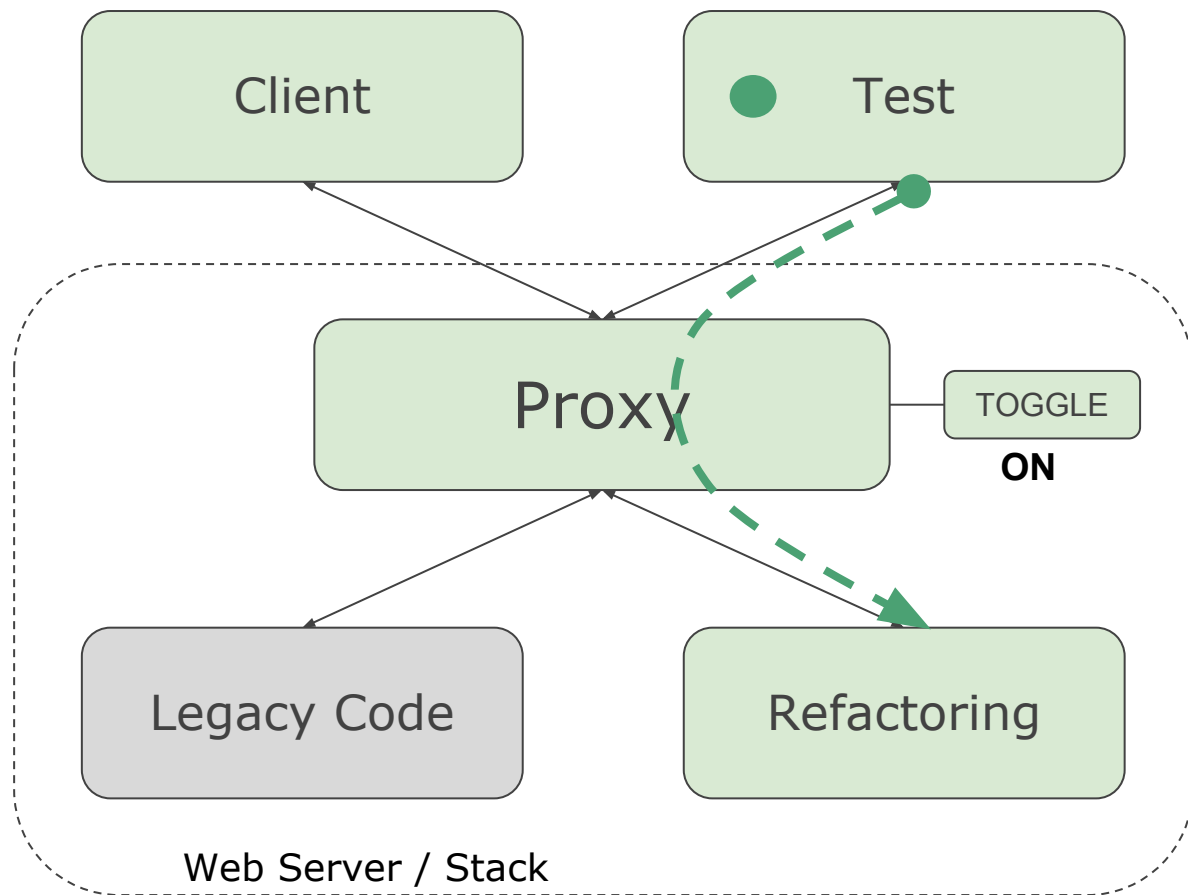 Client
Test
Proxy
TOGGLE
ON
Legacy Code
Refactoring
Web Server / Stack